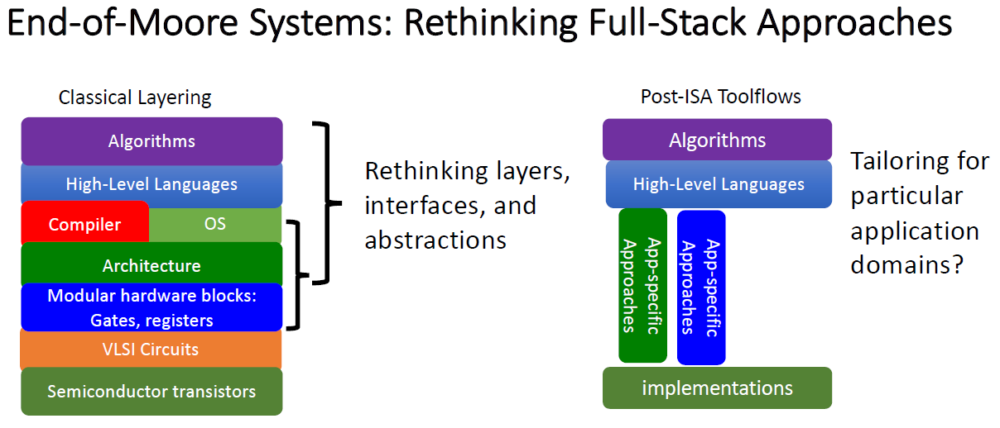 End-of-Moore Systems: Rethinking Full-Stack Approaches
Classical Layering
Algorithms
High-Level Languages
Compiler
OS
Architecture
Modular hardware blocks:
Gates, registers
VLSI Circuits
Semiconductor transistors
Rethinking layers,
interfaces, and
abstractions
Post-ISA Toolflows
Algorithms
High-Level Languages
App-specific
Approaches
App-specific
Approaches
implementations
Tailoring for
particular
application
domains?